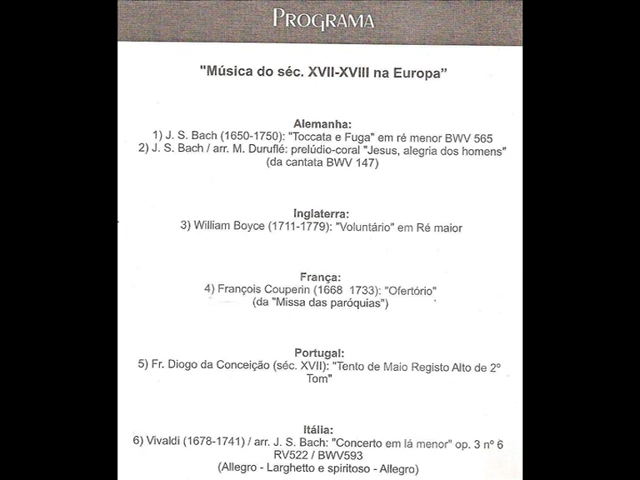 PROGRAMA
"Música do séc. XVII-XVIII na Europa"
Alemanha:
1) J. S. Bach (1650-1750): "Toccata e Fuga" em ré menor BWV 565
2) J. S. Bach / arr. M. Duruflé: prelúdio-coral "Jesus, alegria dos homens"
(da cantata BWV 147)
Inglaterra:
3) William Boyce (1711-1779): "Voluntário" em Ré maior
França:
4) François Couperin (1668 1733): "Ofertório"
(da "Missa das paróquias")
Portugal:
5) Fr. Diogo da Conceição (séc. XVII): "Tento de Maio Registo Alto de 2º
Tom"
Itália:
6) Vivaldi (1678-1741) / arr. J. S. Bach: "Concerto em lá menor" op. 3 nº 6
RV522 / BWV593
(Allegro - Larghetto e spiritoso - Allegro)